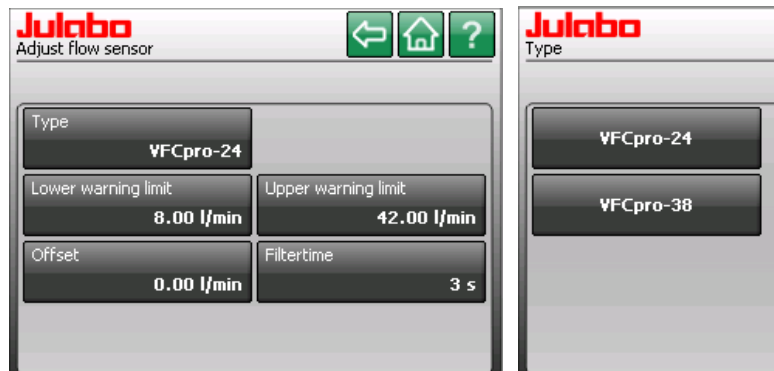 Julabo
Adjust flow sensor
?
Type
VFCpro-24
Lower warning limit
8.00 l/min
Upper warning limit
42.00 l/min
Offset
0.00 l/min
Filtertime
3 s
Julabo
Type
VFCpro-24
VFCpro-38